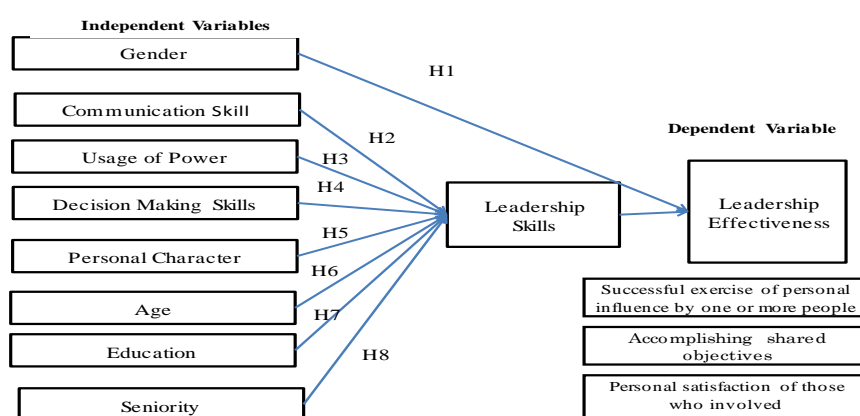 Independent Variables
Gender
H1
Communication Skill
H2
Dependent Variable
Usage of Power
H3
H4
Decision Making Skills
Leadership
Skills
Leadership
Effectiveness
H5
Personal Character
H6
Age
H7
Education
H8
Seniority
Successful exercise of personal
influence by one or more people
Accomplishing shared
objectives
Personal satisfaction of those
who involved